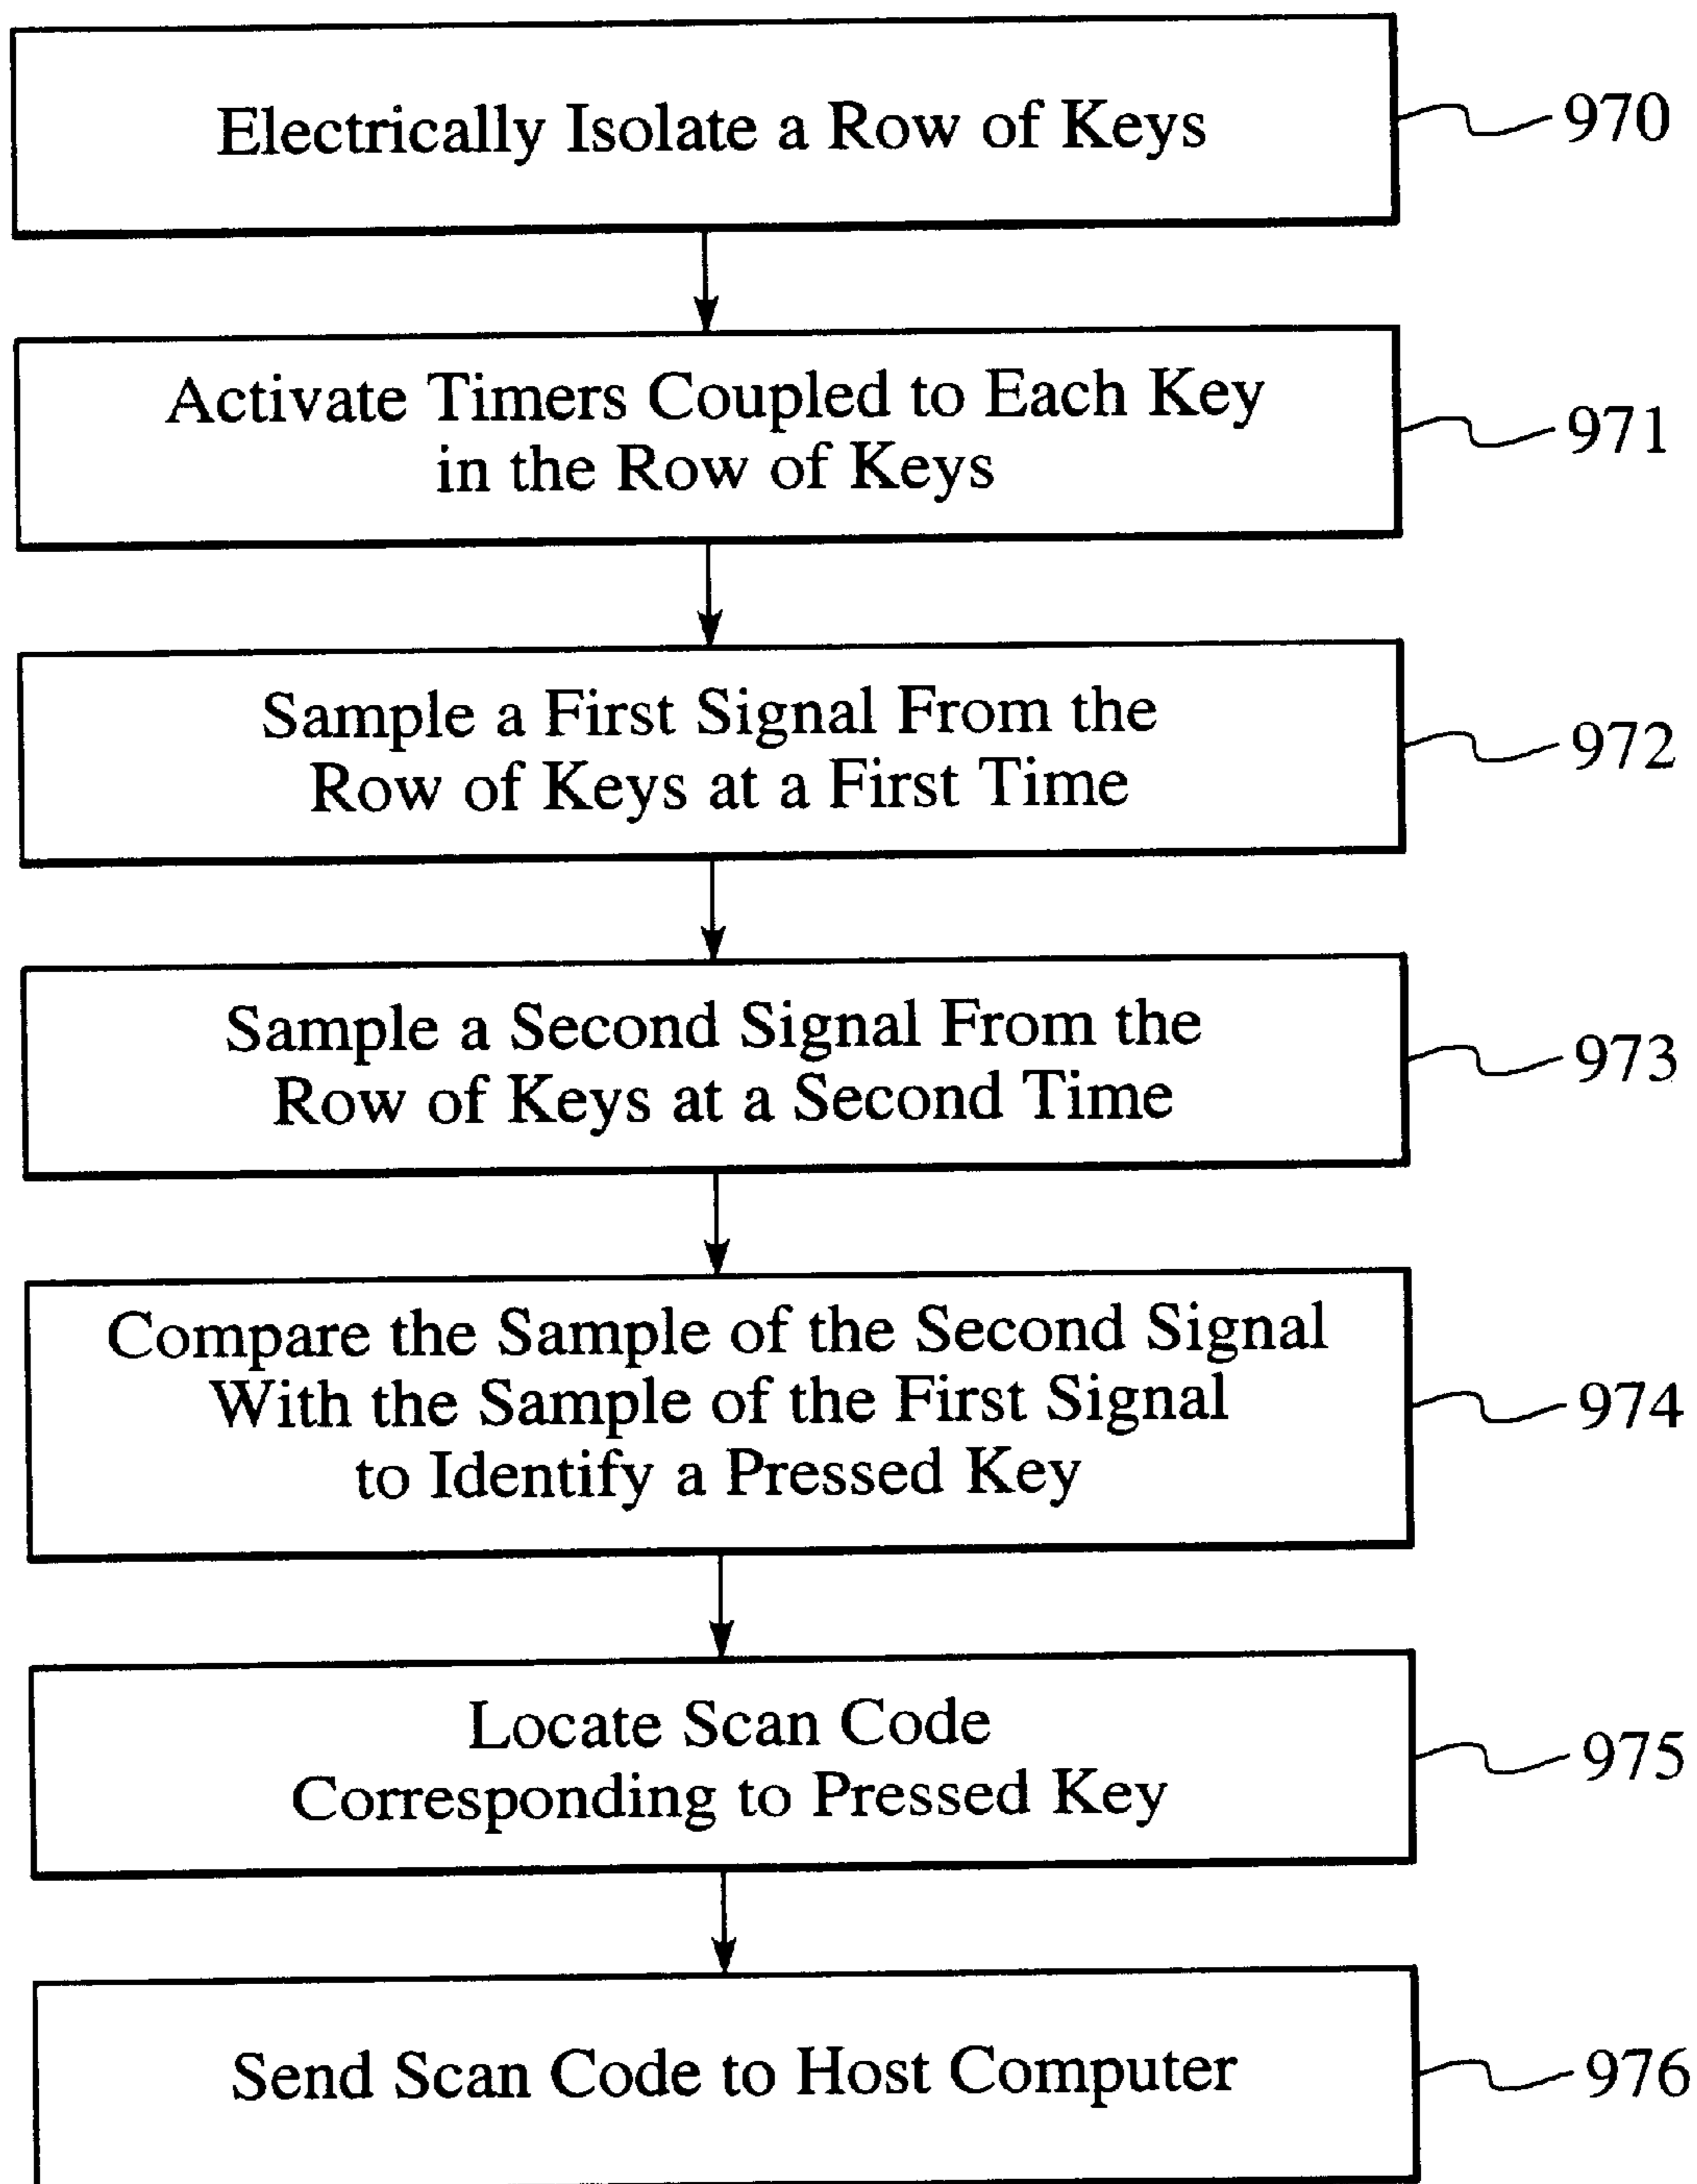 Electrically Isolate a Row of Keys
970
Activate Timers Coupled to Each Key
in the Row of Keys
971
Sample a First Signal From the
Row of Keys at a First Time
972
Sample a Second Signal From the
Row of Keys at a Second Time
973
Compare the Sample of the Second Signal
With the Sample of the First Signal
to Identify a Pressed Key
974
Locate Scan Code
Corresponding to Pressed Key
975
Send Scan Code to Host Computer
976